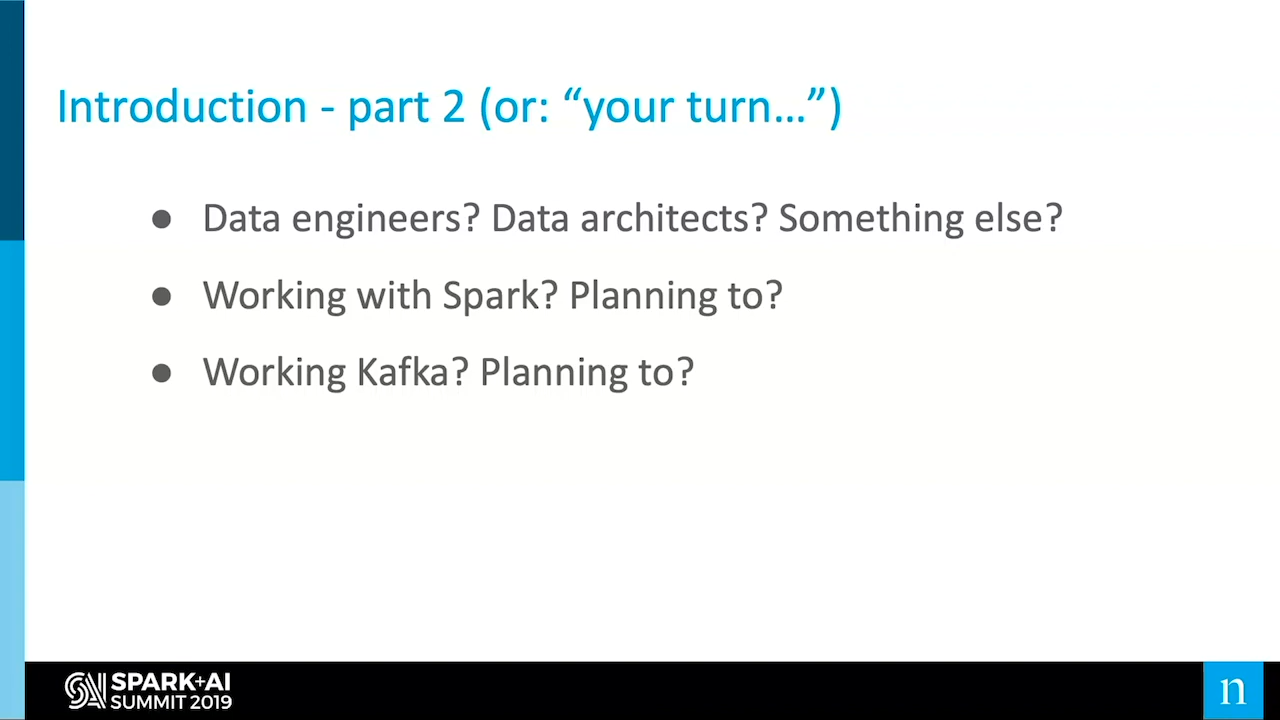 Introduction - part 2 (or: “your turn…”)
● Data engineers? Data architects? Something else?
● Working with Spark? Planning to?
● Working Kafka? Planning to?
SPARK+AI
SUMMIT 2019
n